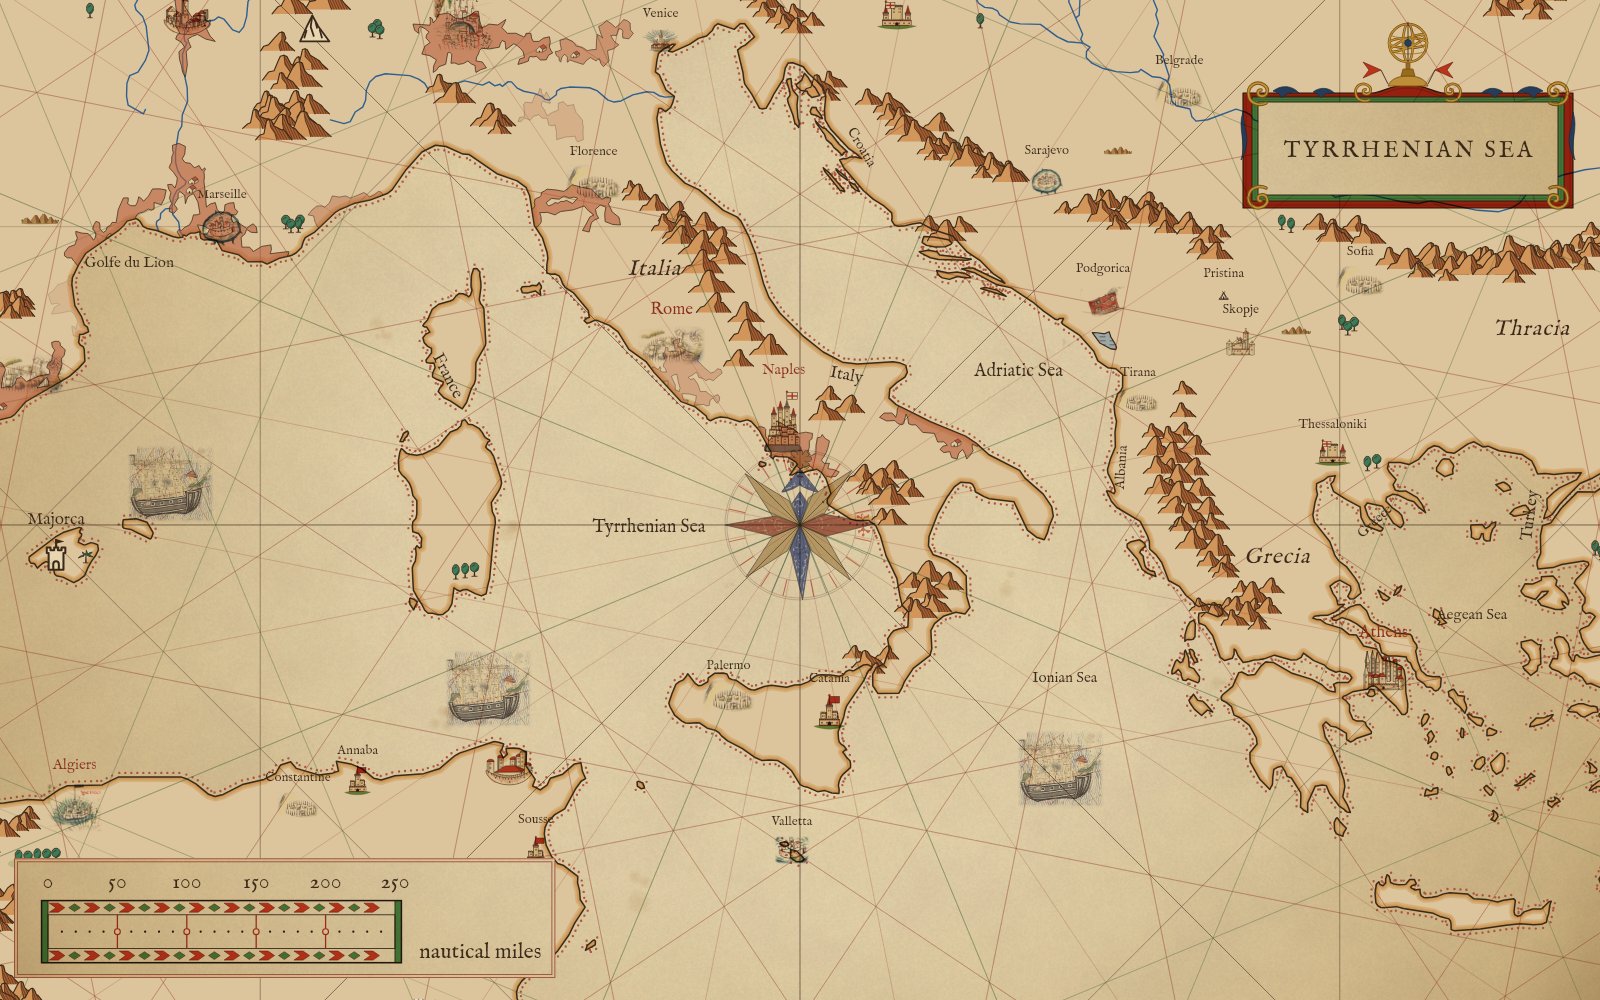 Venice
Belgrade
TYRRHENIAN SEA
Croatia
Florence
Sarajevo
Marseille
Golfe du Lion
Italia
Podgorica
Pristina
Sofia
Rome
Skopje
Thracia
France
Naples
Italy
Adriatic Sea
Tirana
Thessaloniki
Albania
Majorca
Tyrrhenian Sea
Greece
Turkey
Grecia
Aegean Sea
Athens
Palermo
Catania
Ionian Sea
Algiers
Constantine
Annaba
Sousse
Valletta
0 50 100 150 200 250
nautical miles